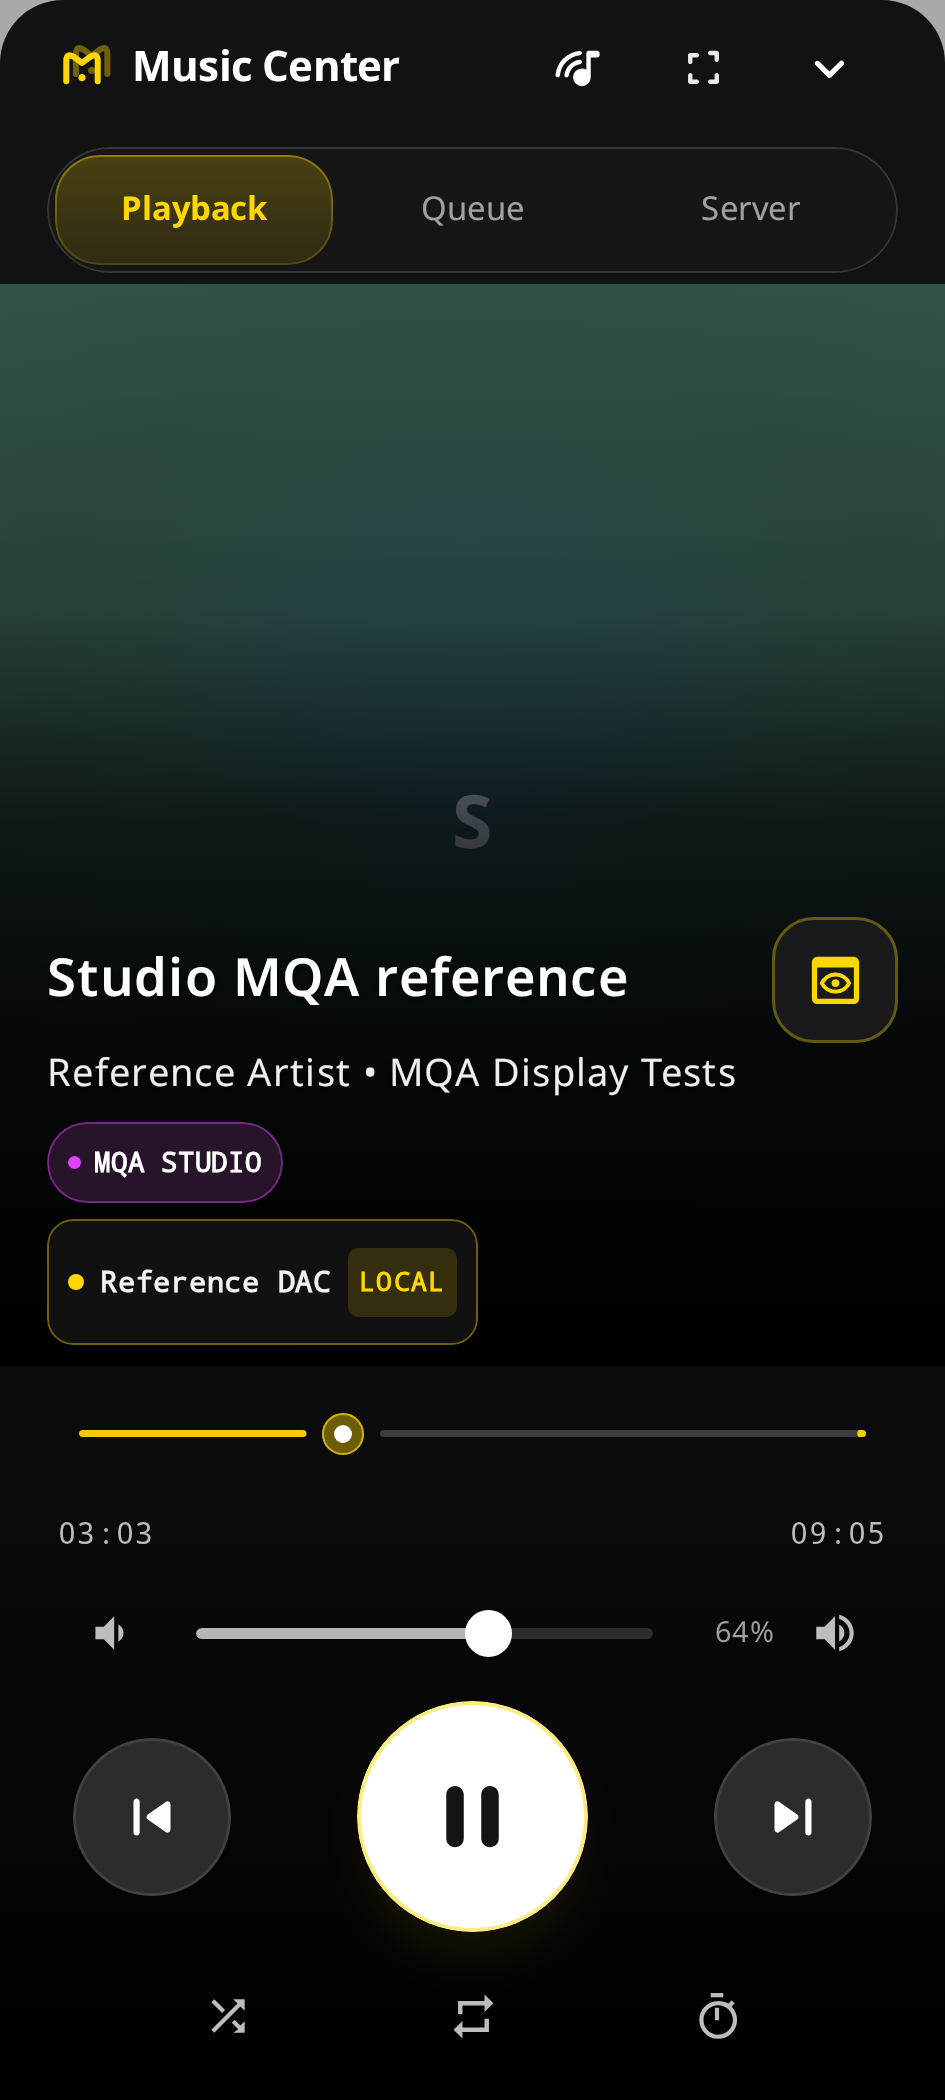 Music Center
Playback Queue Server
S
Studio MQA reference
Reference Artist • MQA Display Tests
MQA STUDIO
Reference DAC LOCAL
03:03 09:05
64%